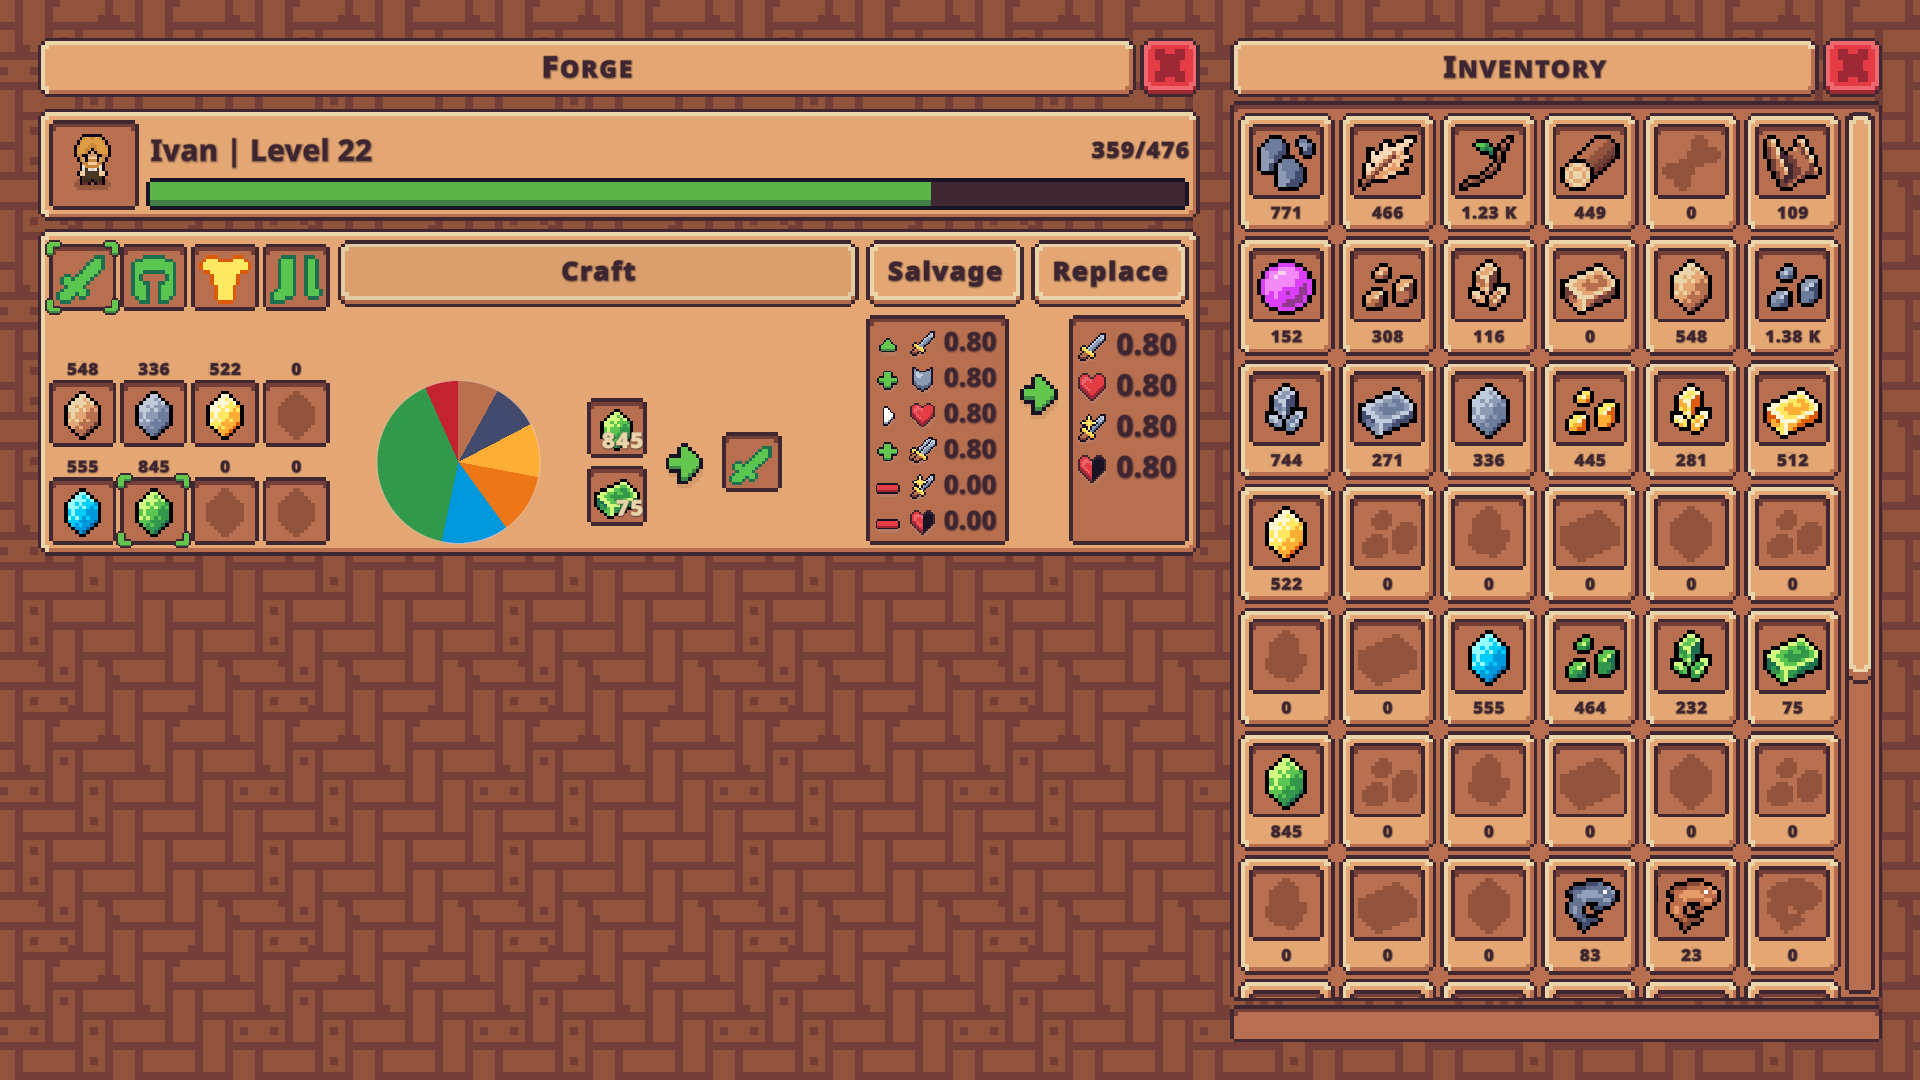 Forge
Inventory
Ivan | Level 22
359/476
Craft
Salvage
Replace
548 336 522 0
555 845 0 0
845
75
0.80
0.80
0.80
0.80
0.00
0.00
0.80
0.80
0.80
0.80
771 466 1.23 K 449 0 109
152 308 116 0 548 1.38 K
744 271 336 445 281 512
522 0 0 0 0 0
0 0 555 464 232 75
845 0 0 0 0 0
0 0 0 83 23 0